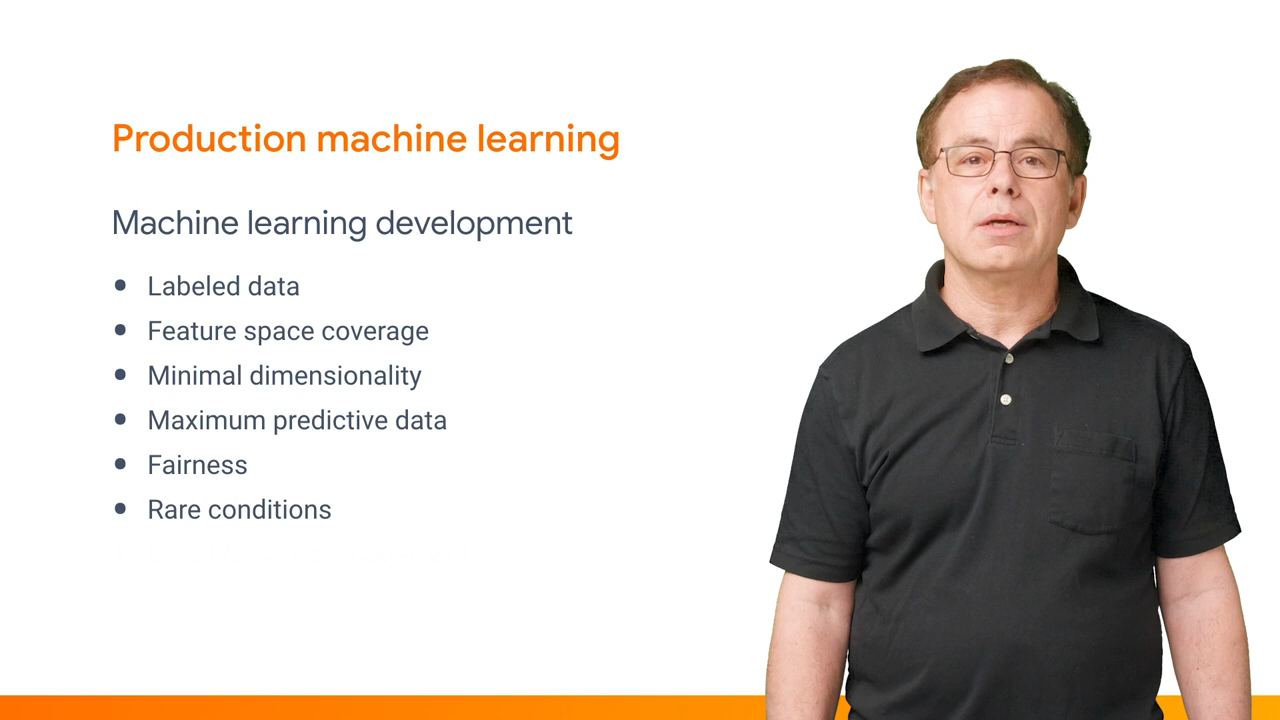 Production machine learning
Machine learning development
• Labeled data
• Feature space coverage
• Minimal dimensionality
• Maximum predictive data
• Fairness
• Rare conditions